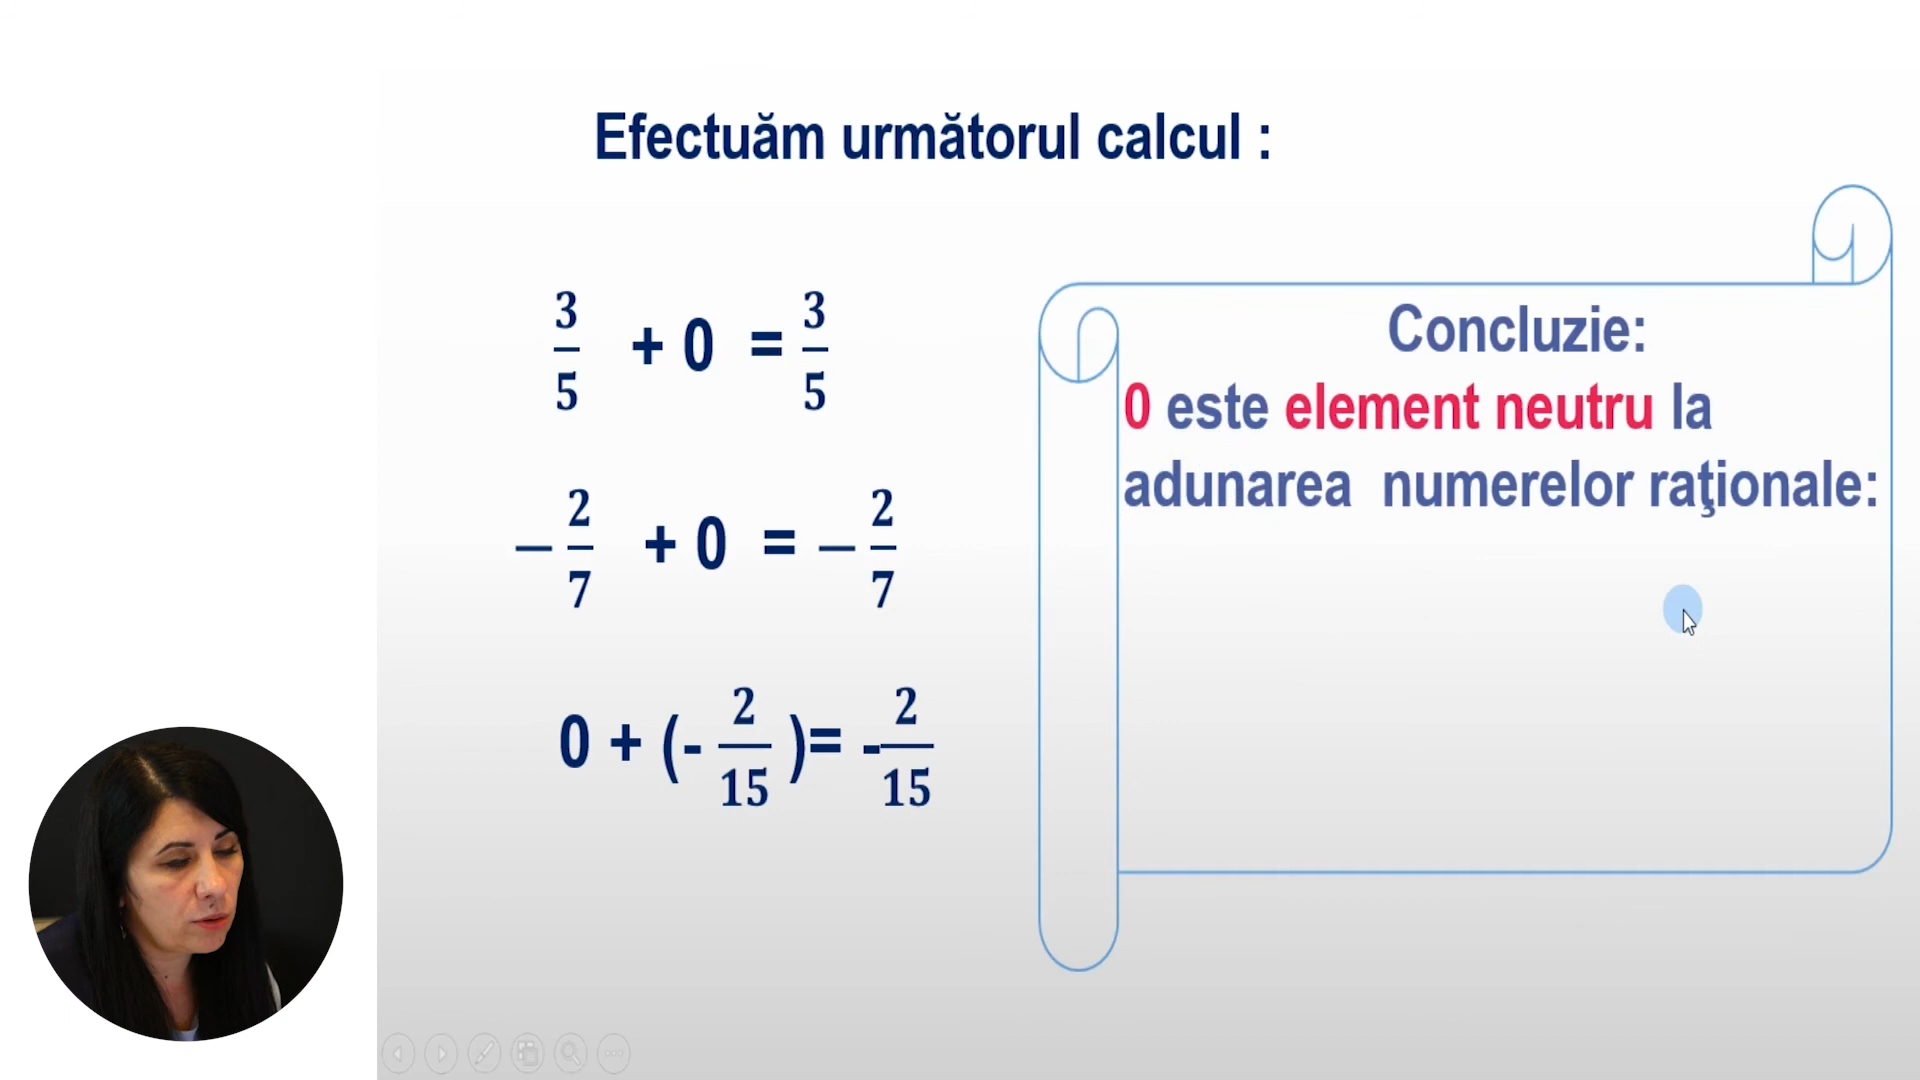 Efectuăm următorul calcul :
3/5 + 0 = 3/5
− 2/7 + 0 = − 2/7
0 + (- 2/15 )= - 2/15
Concluzie:
0 este element neutru la
adunarea numerelor raţionale: